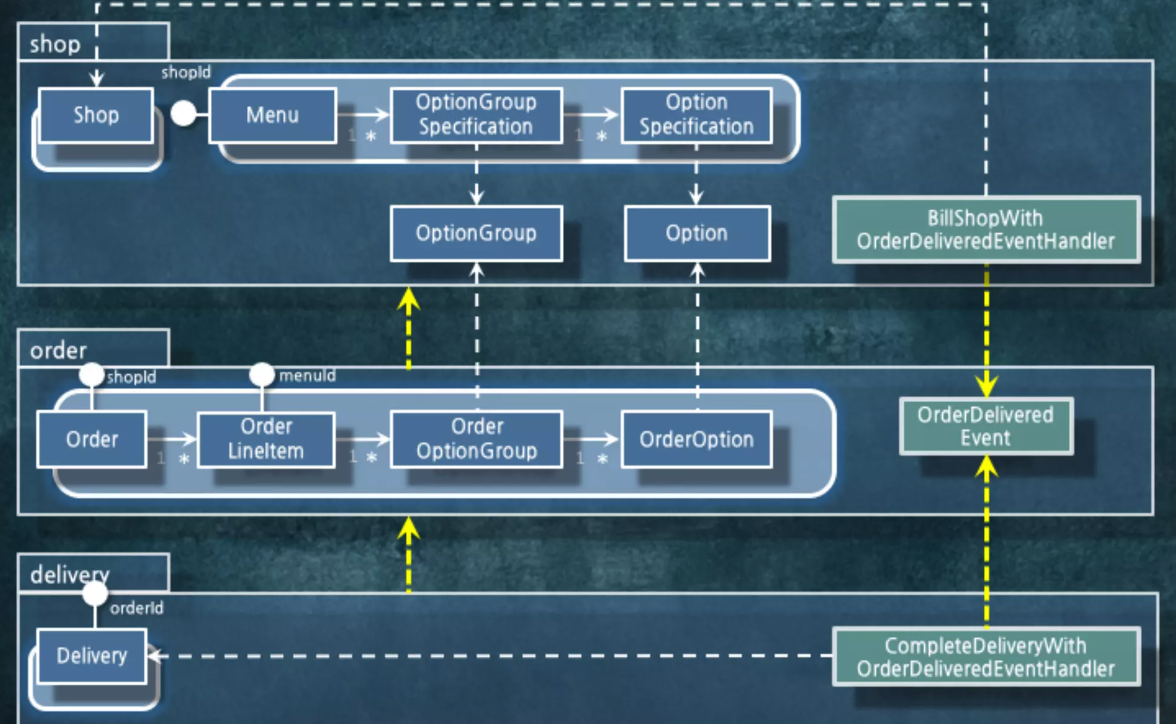 shop
shopId
Shop
Menu
1
*
OptionGroup
Specification
1
*
Option
Specification
OptionGroup
Option
BillShopWith
OrderDeliveredEventHandler
order
shopId
menuId
Order
1
*
Order
LineItem
1
*
Order
OptionGroup
1
*
OrderOption
OrderDelivered
Event
delivery
orderId
Delivery
CompleteDeliveryWith
OrderDeliveredEventHandler